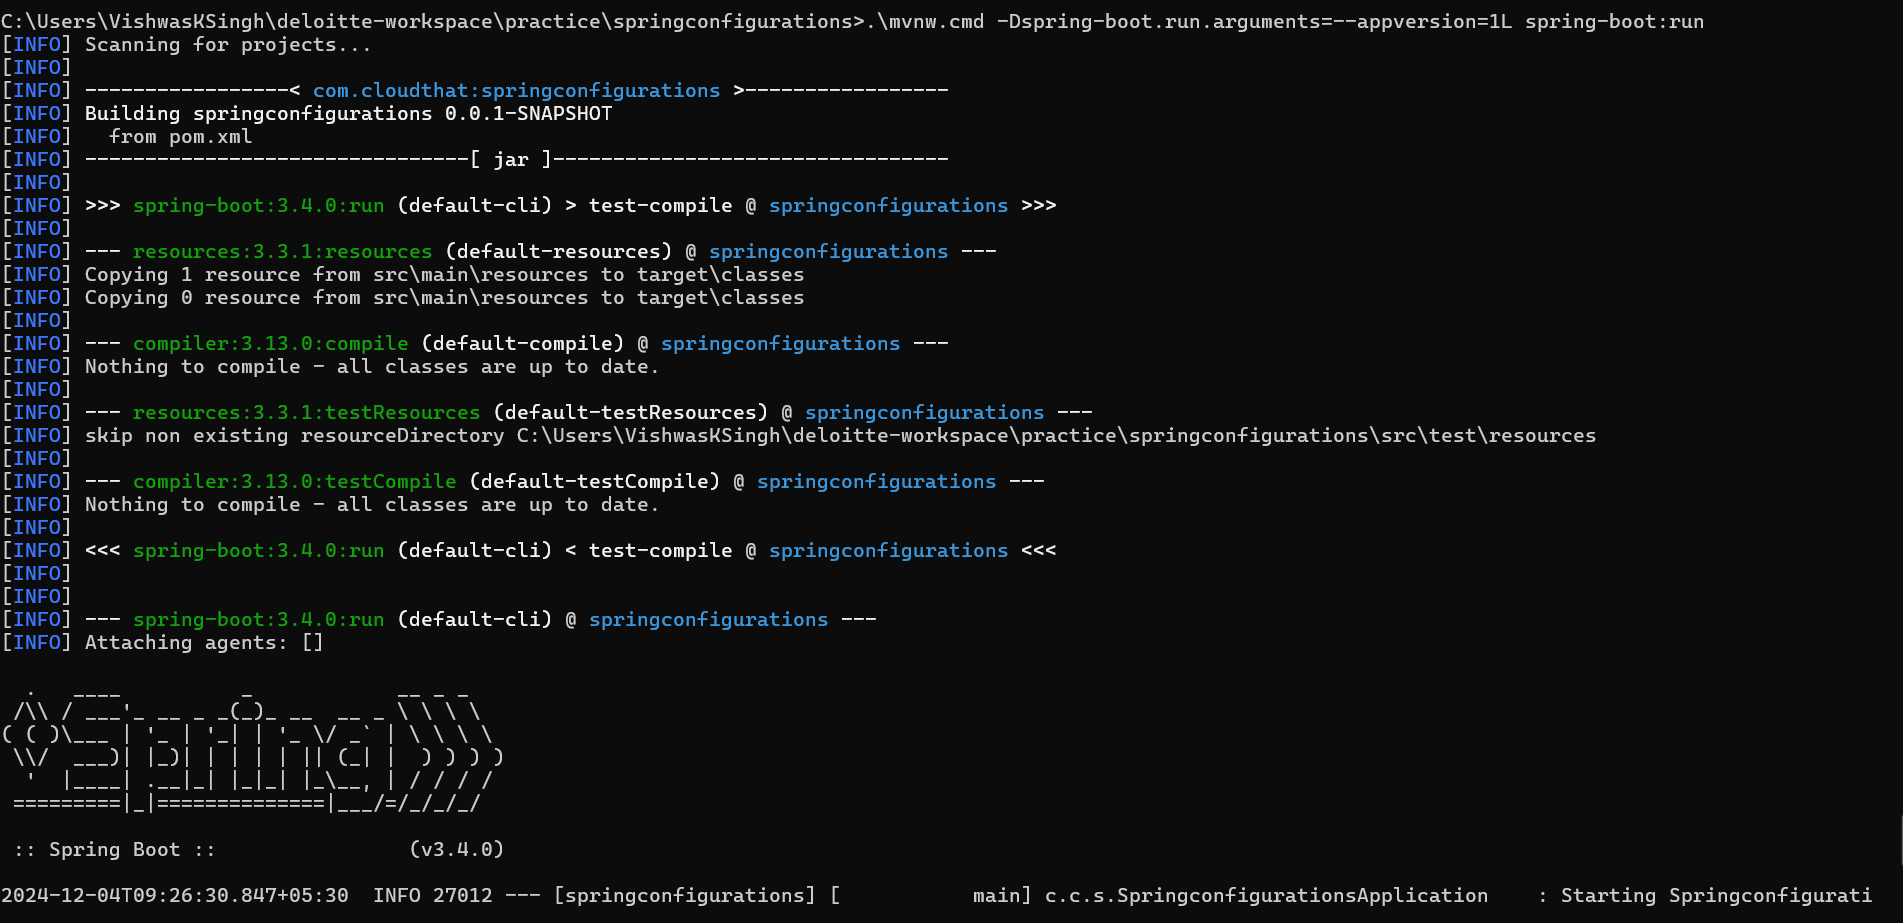 C:\Users\VishwasKSingh\deloitte-workspace\practice\springconfigurations>.\mvnw.cmd -Dspring-boot.run.arguments=--appversion=1L spring-boot:run
[INFO] Scanning for projects...
[INFO]
[INFO] -----------------< com.cloudthat:springconfigurations >-----------------
[INFO] Building springconfigurations 0.0.1-SNAPSHOT
[INFO]   from pom.xml
[INFO] --------------------------------[ jar ]---------------------------------
[INFO]
[INFO] >>> spring-boot:3.4.0:run (default-cli) > test-compile @ springconfigurations >>>
[INFO]
[INFO] --- resources:3.3.1:resources (default-resources) @ springconfigurations ---
[INFO] Copying 1 resource from src\main\resources to target\classes
[INFO] Copying 0 resource from src\main\resources to target\classes
[INFO]
[INFO] --- compiler:3.13.0:compile (default-compile) @ springconfigurations ---
[INFO] Nothing to compile - all classes are up to date.
[INFO]
[INFO] --- resources:3.3.1:testResources (default-testResources) @ springconfigurations ---
[INFO] skip non existing resourceDirectory C:\Users\VishwasKSingh\deloitte-workspace\practice\springconfigurations\src\test\resources
[INFO]
[INFO] --- compiler:3.13.0:testCompile (default-testCompile) @ springconfigurations ---
[INFO] Nothing to compile - all classes are up to date.
[INFO]
[INFO] <<< spring-boot:3.4.0:run (default-cli) < test-compile @ springconfigurations <<<
[INFO]
[INFO]
[INFO] --- spring-boot:3.4.0:run (default-cli) @ springconfigurations ---
[INFO] Attaching agents: []

  .   ____          _            __ _ _
 /\\ / ___'_ __ _ _(_)_ __  __ _ \ \ \ \
( ( )\___ | '_ | '_| | '_ \/ _` | \ \ \ \
 \\/  ___)| |_)| | | | | || (_| |  ) ) ) )
  '  |____| .__|_| |_|_| |_\__, | / / / /
 =========|_|==============|___/=/_/_/_/

 :: Spring Boot ::                (v3.4.0)

2024-12-04T09:26:30.847+05:30  INFO 27012 --- [springconfigurations] [           main] c.c.s.SpringconfigurationsApplication    : Starting Springconfigurati